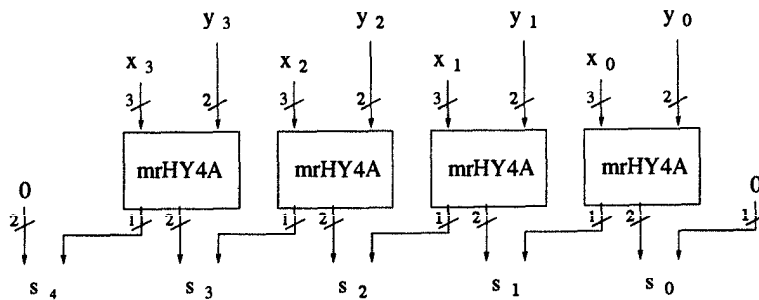 y 3 y 2 y 1 y 0
x 3 x 2 x 1 x 0
3 2 3 2 3 2 3 2
mrHY4A mrHY4A mrHY4A mrHY4A
0 0
2 1 2 1 2 1 2 1 2 1
s 4 s 3 s 2 s 1 s 0